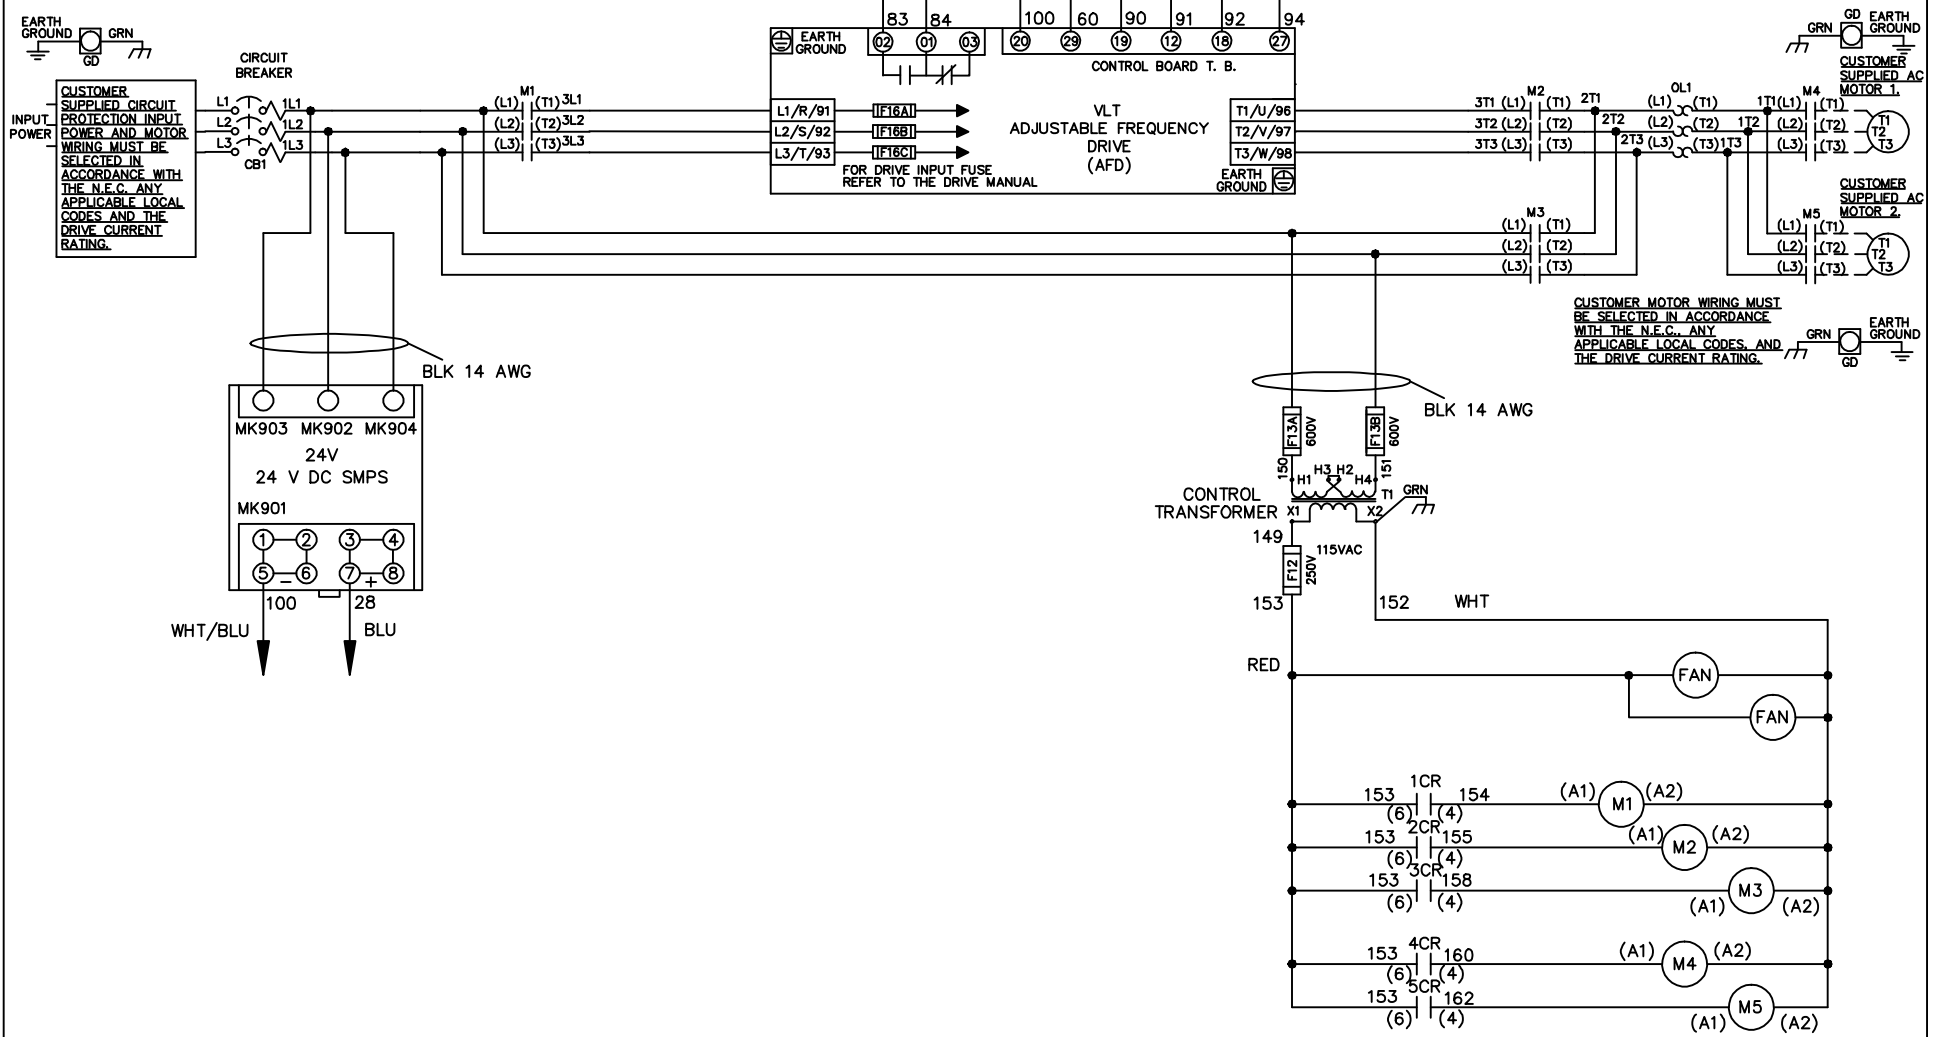 83 84 100 60 90 91 92 94
EARTH
GROUND GRN
GD
EARTH
GROUND
02 01 03 20 29 19 12 18 27
CONTROL BOARD T. B.
GD EARTH
GRN GROUND
CIRCUIT
BREAKER
CUSTOMER
SUPPLIED AC
MOTOR 1.
INPUT
POWER
CUSTOMER
SUPPLIED CIRCUIT
PROTECTION INPUT
POWER AND MOTOR
WIRING MUST BE
SELECTED IN
ACCORDANCE WITH
THE N.E.C. ANY
APPLICABLE LOCAL
CODES AND THE
DRIVE CURRENT
RATING.
L1 1L1
L2 1L2
L3 1L3
CB1
M1
(L1) (T1) 3L1
(L2) (T2) 3L2
(L3) (T3) 3L3
L1/R/91 F16A
L2/S/92 F16B
L3/T/93 F16C
FOR DRIVE INPUT FUSE
REFER TO THE DRIVE MANUAL
VLT
ADJUSTABLE FREQUENCY
DRIVE
(AFD)
T1/U/96
T2/V/97
T3/W/98
EARTH
GROUND
M2
3T1 (L1) (T1) 2T1
3T2 (L2) (T2) 2T2
3T3 (L3) (T3) 2T3
OL1
(L1) (T1) 1T1
(L2) (T2) 1T2
(L3) (T3) 1T3
M4
(L1) (T1)
(L2) (T2)
(L3) (T3)
T1
T2
T3
CUSTOMER
SUPPLIED AC
MOTOR 2.
M3
(L1) (T1)
(L2) (T2)
(L3) (T3)
M5
(L1) (T1)
(L2) (T2)
(L3) (T3)
T1
T2
T3
CUSTOMER MOTOR WIRING MUST
BE SELECTED IN ACCORDANCE
WITH THE N.E.C., ANY
APPLICABLE LOCAL CODES, AND
THE DRIVE CURRENT RATING.
GRN EARTH
GROUND
GD
BLK 14 AWG
MK903 MK902 MK904
24V
24 V DC SMPS
MK901
1 2 3 4
5 - 6 7 + 8
100 28
WHT/BLU BLU
BLK 14 AWG
F13A 600V F13B 600V
150 151
H1 H3 H2 H4
T1 GRN
CONTROL
TRANSFORMER X1 X2
149
115VAC
F12 250V
153 152 WHT
RED FAN
FAN
1CR
153 154 (A1) M1 (A2)
(6) (4)
2CR
153 155 (A1) M2 (A2)
(6) (4)
3CR
153 158 M3
(6) (4) (A1) (A2)
4CR
153 160 (A1) M4 (A2)
(6) (4)
5CR
153 162 M5
(6) (4) (A1) (A2)